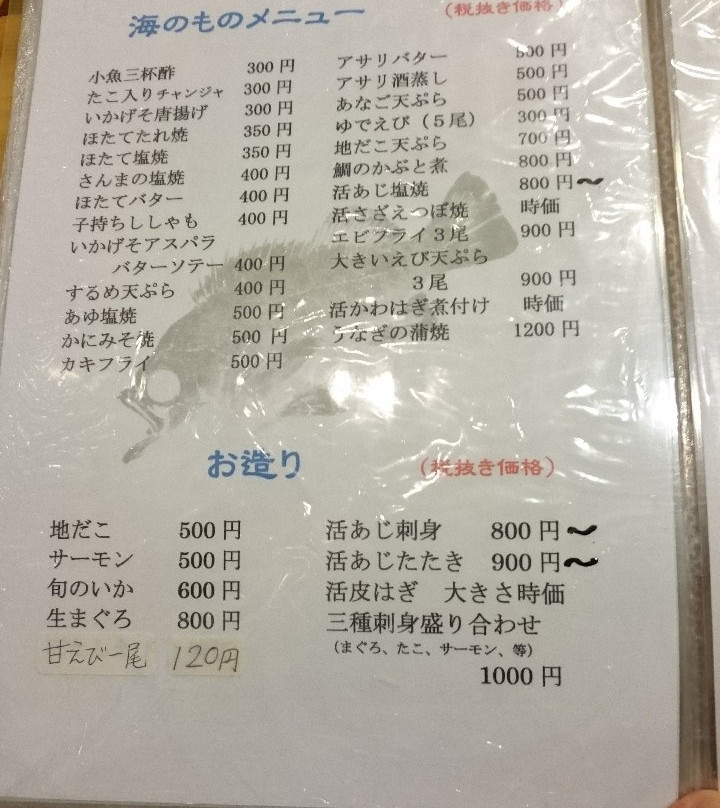 海のものメニュー (税抜き価格)
小魚三杯酢 300円
たこ入りチャンジャ 300円
いかげそ唐揚げ 300円
ほたてたれ焼 350円
ほたて塩焼 350円
さんまの塩焼 400円
ほたてバター 400円
子持ちししゃも 400円
いかげそアスパラ
バターソテー 400円
するめ天ぷら 400円
あゆ塩焼 500円
かにみそ焼 500円
カキフライ 500円
アサリバター 500円
アサリ酒蒸し 500円
あなご天ぷら 500円
ゆでえび(5尾) 300円
地だこ天ぷら 700円
鯛のかぶと煮 800円
活あじ塩焼 800円〜
活さざえつぼ焼 時価
エビフライ3尾 900円
大きいえび天ぷら
3尾 900円
活かわはぎ煮付け 時価
うなぎの蒲焼 1200円
お造り (税抜き価格)
地だこ 500円
サーモン 500円
旬のいか 600円
生まぐろ 800円
甘えび一尾 120円
活あじ刺身 800円〜
活あじたたき 900円〜
活皮はぎ 大きさ時価
三種刺身盛り合わせ
(まぐろ、たこ、サーモン、等)
1000円